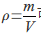 ρ = m/V